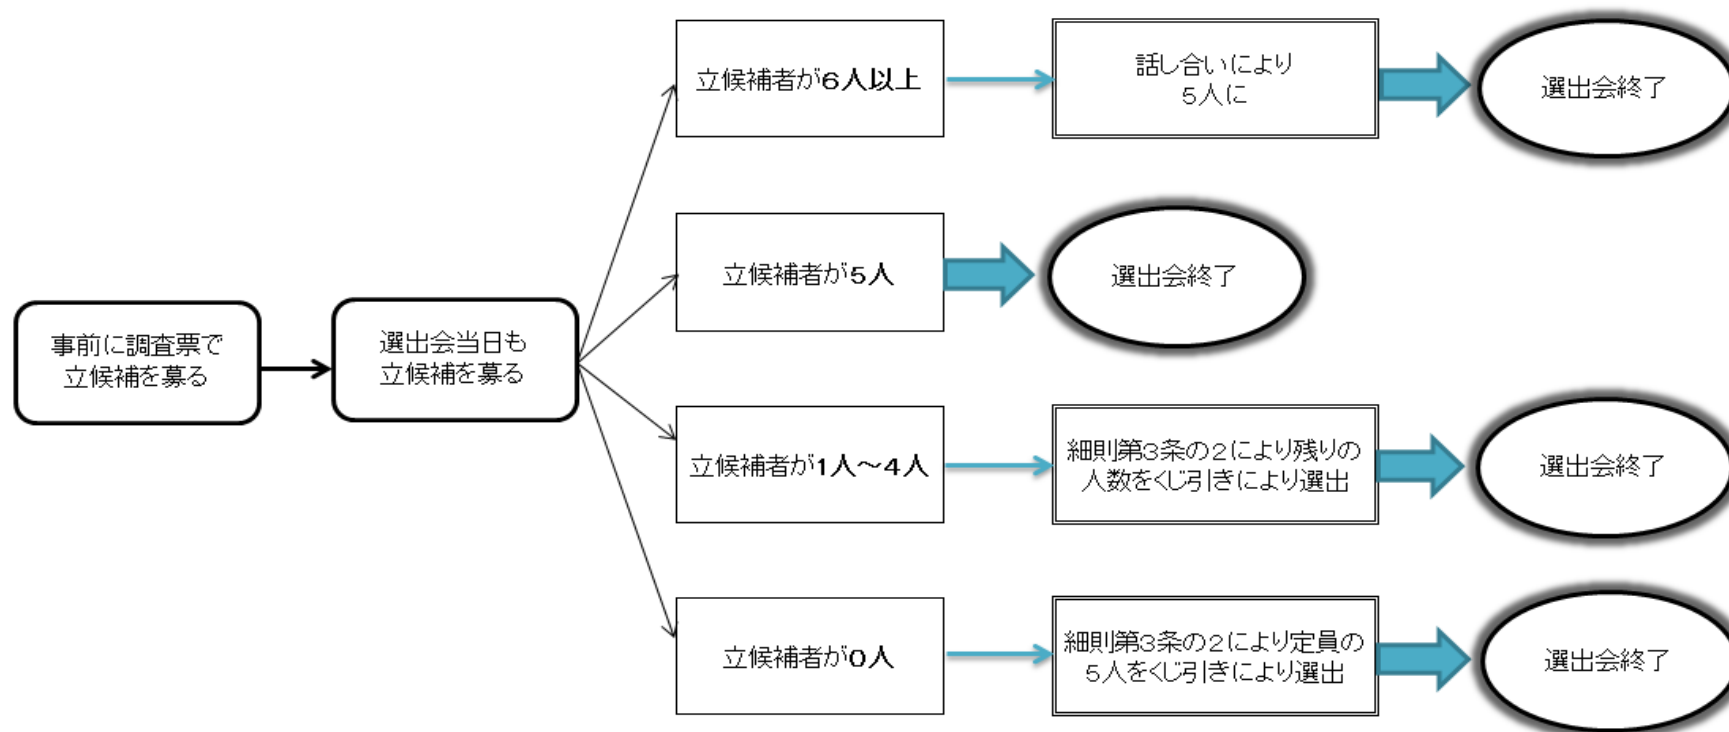 事前に調査票で
立候補を募る
選出会当日も
立候補を募る
立候補者が6人以上
話し合いにより
5人に
選出会終了
立候補者が5人
選出会終了
立候補者が1人～4人
細則第3条の2により残りの
人数をくじ引きにより選出
選出会終了
立候補者が0人
細則第3条の2により定員の
5人をくじ引きにより選出
選出会終了